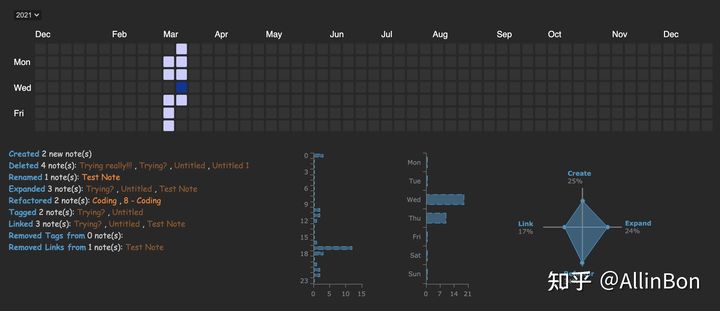 2021
Dec Feb Mar Apr May Jun Jul Aug Sep Oct Nov Dec
Mon
Wed
Fri
Created 2 new note(s)
Deleted 4 note(s): Trying really!!! , Trying? , Untitled , Untitled 1
Renamed 1 note(s): Test Note
Expanded 3 note(s): Trying? , Untitled , Test Note
Refactored 2 note(s): Coding , 8 - Coding
Tagged 2 note(s): Trying? , Untitled
Linked 3 note(s): Trying? , Untitled , Test Note
Removed Tags from 0 note(s):
Removed Links from 1 note(s): Test Note
0
3
5
8
10
13
15
18
20
23
0 5 10 15
Mon
Tue
Wed
Thu
Fri
Sat
Sun
0 7 14 21
Create
25%
Link
17%
Expand
24%
知乎 @AllinBon